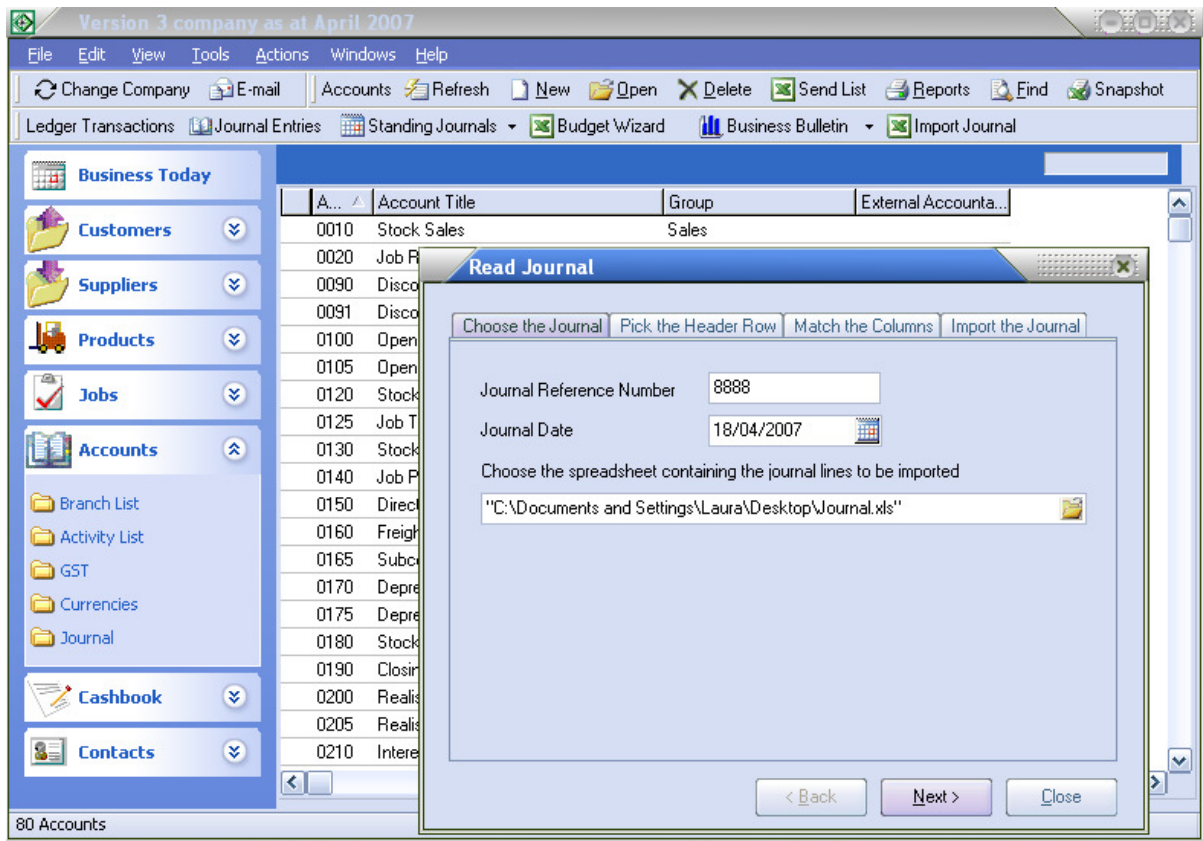 Version 3 company as at April 2007
File Edit View Tools Actions Windows Help
Change Company E-mail Accounts Refresh New Open Delete Send List Reports Find Snapshot
Ledger Transactions Journal Entries Standing Journals Budget Wizard Business Bulletin Import Journal
Business Today
Customers
Suppliers
Products
Jobs
Accounts
Branch List
Activity List
GST
Currencies
Journal
Cashbook
Contacts
A... Account Title Group External Accounta...
0010 Stock Sales Sales
0020 Job R
0090 Disco
0091 Disco
0100 Open
0105 Open
0120 Stock
0125 Job T
0130 Stock
0140 Job P
0150 Direct
0160 Freigh
0165 Subco
0170 Depre
0175 Depre
0180 Stock
0190 Closin
0200 Realis
0205 Realis
0210 Intere
Read Journal
Choose the Journal Pick the Header Row Match the Columns Import the Journal
Journal Reference Number 8888
Journal Date 18/04/2007
Choose the spreadsheet containing the journal lines to be imported
"C:\Documents and Settings\Laura\Desktop\Journal.xls"
< Back Next > Close
80 Accounts